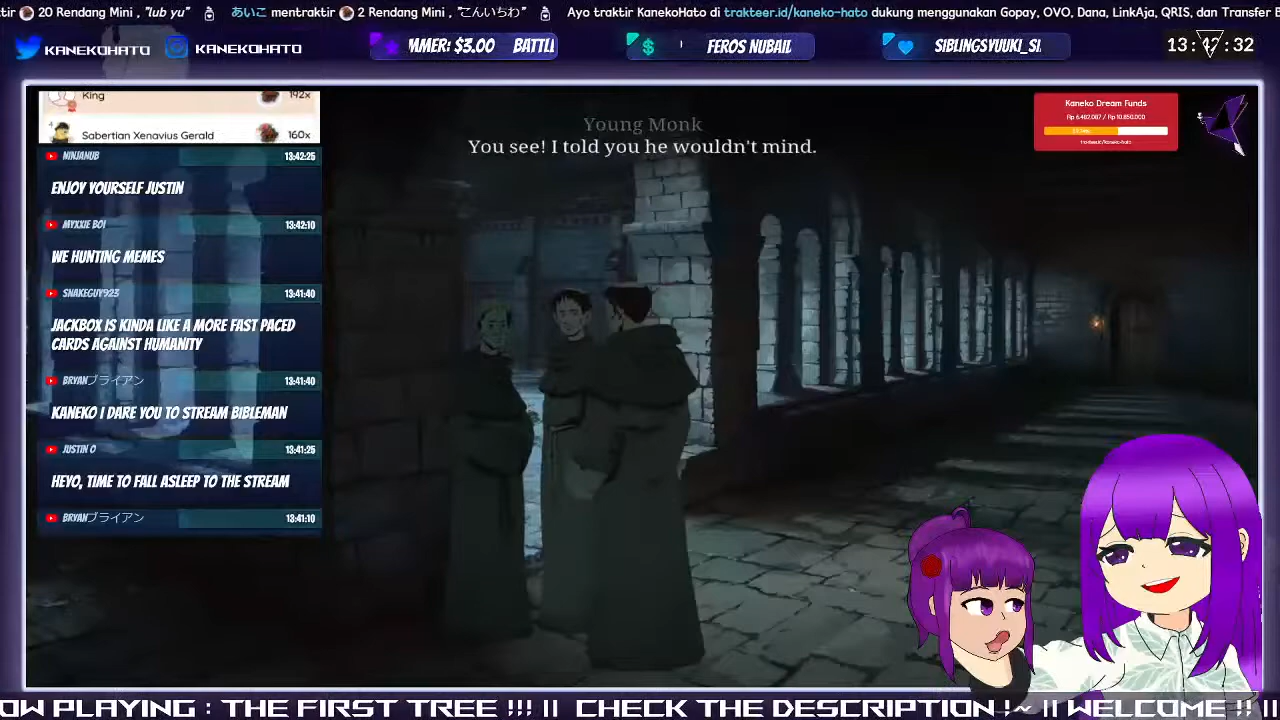 20 Rendang Mini , "lub yu" あいこ mentraktir 2 Rendang Mini , "こんいちわ" Ayo traktir KanekoHato di trakteer.id/kaneko-hato dukung menggunakan Gopay, OVO, Dana, LinkAja, QRIS, dan Transfer
KANEKOHATO
KANEKOHATO
MMER: $3.00 BATTLE
FEROS NUBAIL
SIBLINGSYUUKI_SI
13:47:32
King 192x
4 Sabertian Xenavius Gerald 160x
NINJANUB 13:42:25
ENJOY YOURSELF JUSTIN
MYXXIE BOI 13:42:10
WE HUNTING MEMES
SNAKEGUY923 13:41:40
JACKBOX IS KINDA LIKE A MORE FAST PACED
CARDS AGAINST HUMANITY
BRYANブライアン 13:41:40
KANEKO I DARE YOU TO STREAM BIBLEMAN
JUSTIN O 13:41:25
HEYO, TIME TO FALL ASLEEP TO THE STREAM
BRYANブライアン 13:41:10
Young Monk
You see! I told you he wouldn't mind.
Kaneko Dream Funds
OW PLAYING : THE FIRST TREE !!! || CHECK THE DESCRIPTION !~ || WELCOME !! ||